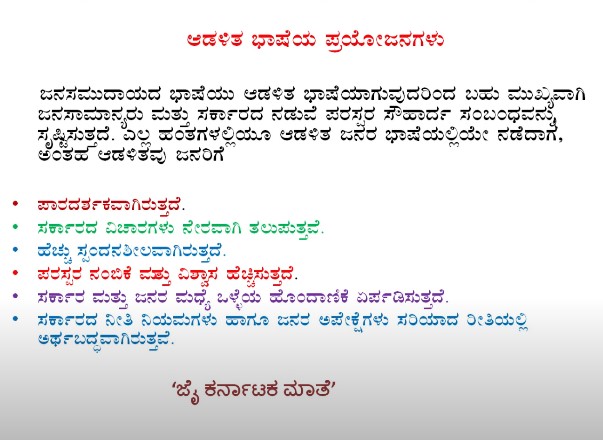 ಆಡಳಿತ ಭಾಷೆಯ ಪ್ರಯೋಜನಗಳು
ಜನಸಮುದಾಯದ ಭಾಷೆಯು ಆಡಳಿತ ಭಾಷೆಯಾಗುವುದರಿಂದ ಬಹು ಮುಖ್ಯವಾಗಿ
ಜನಸಾಮಾನ್ಯರು ಮತ್ತು ಸರ್ಕಾರದ ನಡುವೆ ಪರಸ್ಪರ ಸೌಹಾರ್ದ ಸಂಬಂಧವನ್ನು
ಸೃಷ್ಟಿಸುತ್ತದೆ. ಎಲ್ಲ ಹಂತಗಳಲ್ಲಿಯೂ ಆಡಳಿತ ಜನರ ಭಾಷೆಯಲ್ಲಿಯೇ ನಡೆದಾಗ,
ಅಂತಹ ಆಡಳಿತವು ಜನರಿಗೆ
• ಪಾರದರ್ಶಕವಾಗಿರುತ್ತದೆ.
• ಸರ್ಕಾರದ ವಿಚಾರಗಳು ನೇರವಾಗಿ ತಲುಪುತ್ತವೆ.
• ಹೆಚ್ಚು ಸ್ಪಂದನಶೀಲವಾಗಿರುತ್ತದೆ.
• ಪರಸ್ಪರ ನಂಬಿಕೆ ಮತ್ತು ವಿಶ್ವಾಸ ಹೆಚ್ಚಿಸುತ್ತದೆ.
• ಸರ್ಕಾರ ಮತ್ತು ಜನರ ಮಧ್ಯೆ ಒಳ್ಳೆಯ ಹೊಂದಾಣಿಕೆ ಏರ್ಪಡಿಸುತ್ತದೆ.
• ಸರ್ಕಾರದ ನೀತಿ ನಿಯಮಗಳು ಹಾಗೂ ಜನರ ಅಪೇಕ್ಷೆಗಳು ಸರಿಯಾದ ರೀತಿಯಲ್ಲಿ
ಅರ್ಥಬದ್ಧವಾಗಿರುತ್ತವೆ.
‘ಜೈ ಕರ್ನಾಟಕ ಮಾತೆ’